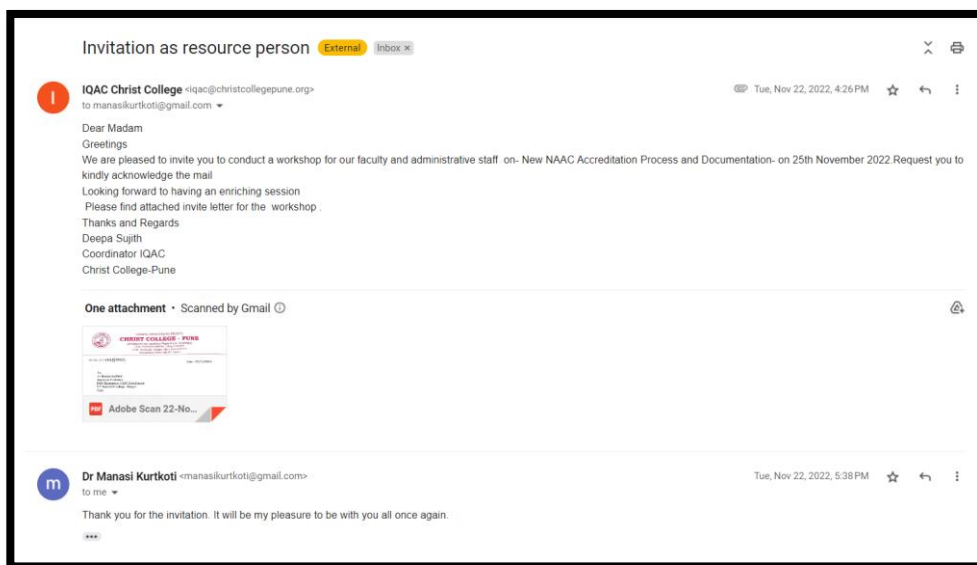 Invitation as resource person External Inbox ×
I IQAC Christ College <iqac@christcollegepune.org> Tue, Nov 22, 2022, 4:26 PM
to manasikurtkoti@gmail.com
Dear Madam
Greetings
We are pleased to invite you to conduct a workshop for our faculty and administrative staff on- New NAAC Accreditation Process and Documentation- on 25th November 2022.Request you to
kindly acknowledge the mail
Looking forward to having an enriching session
Please find attached invite letter for the workshop .
Thanks and Regards
Deepa Sujith
Coordinator IQAC
Christ College-Pune
One attachment • Scanned by Gmail
CHRIST COLLEGE - PUNE
PDF Adobe Scan 22-No...
m Dr Manasi Kurtkoti <manasikurtkoti@gmail.com> Tue, Nov 22, 2022, 5:38 PM
to me
Thank you for the invitation. It will be my pleasure to be with you all once again.